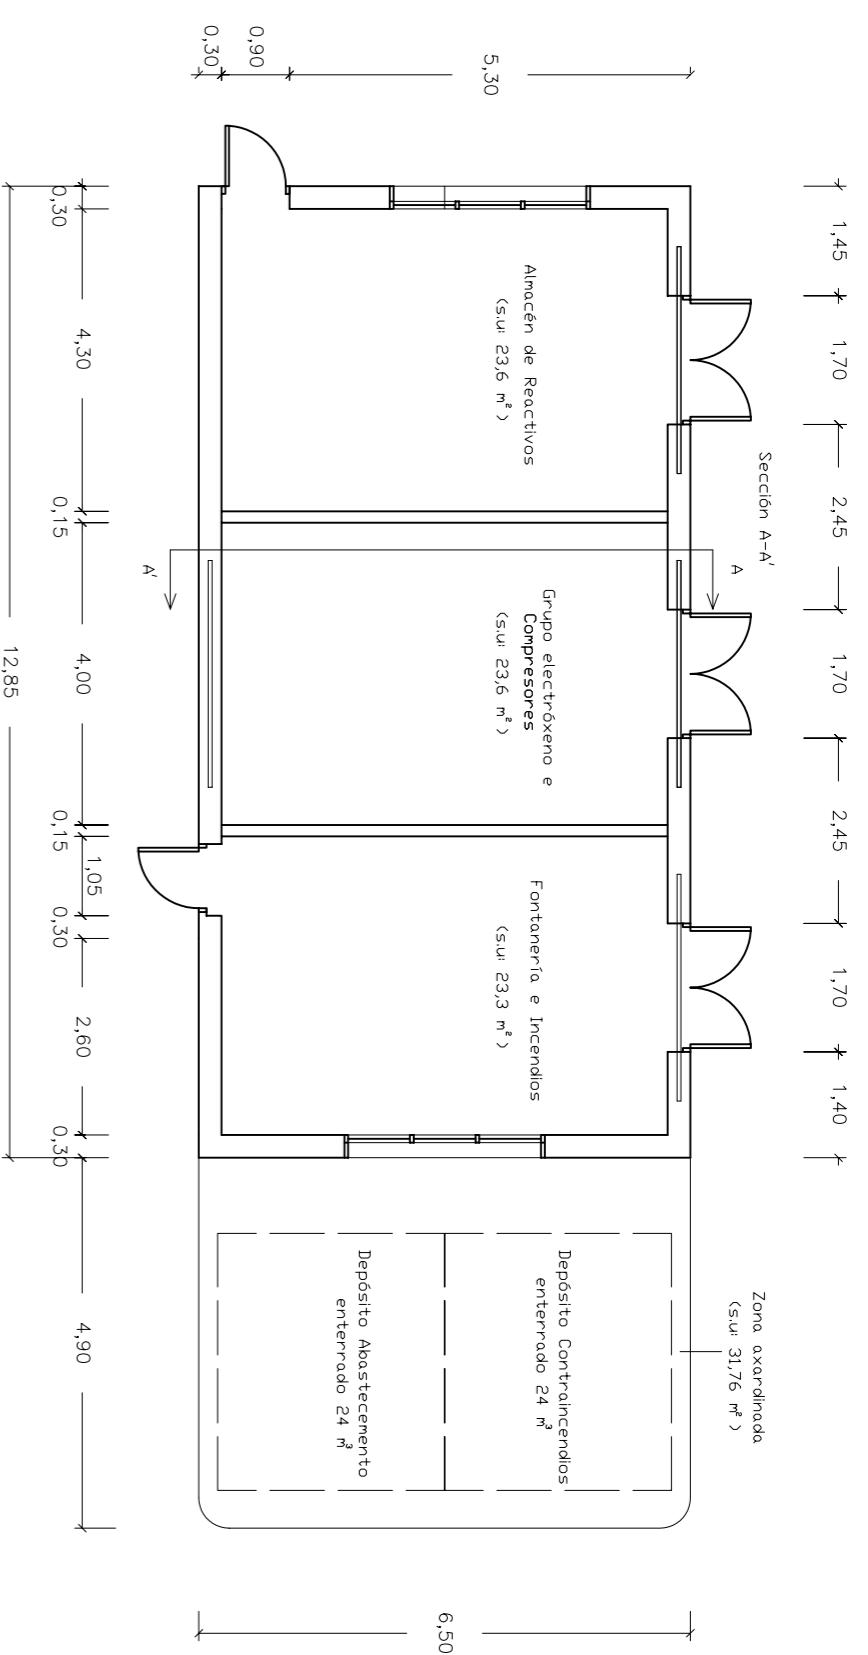 1,45
1,70
2,45
1,70
2,45
1,70
1,40
Sección A-A'
A
A'
0,30
0,90
5,30
Almacén de Reactivos
(s.u: 23,6 m²)
Grupo electróxeno e
Compresores
(s.u: 23,6 m²)
Fontanería e Incendios
(s.u: 23,3 m²)
Zona axardinada
(s.u: 31,76 m²)
Depósito Contraincendios
enterrado 24 m³
Depósito Abastecemento
enterrado 24 m³
6,50
0,30
4,30
0,15
4,00
0,15
1,05
0,30
2,60
0,30
4,90
12,85